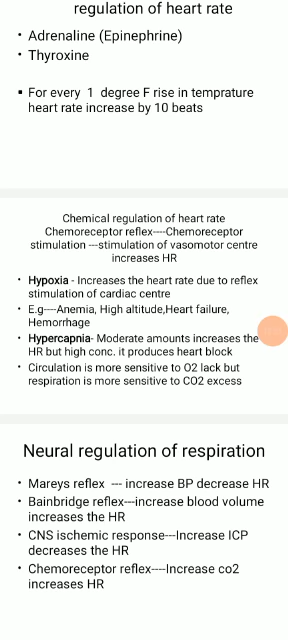 regulation of heart rate
• Adrenaline (Epinephrine)
• Thyroxine
▪ For every 1 degree F rise in temprature
heart rate increase by 10 beats
Chemical regulation of heart rate
Chemoreceptor reflex----Chemoreceptor
stimulation ---stimulation of vasomotor centre
increases HR
• Hypoxia - Increases the heart rate due to reflex
stimulation of cardiac centre
• E.g----Anemia, High altitude,Heart failure,
Hemorrhage
• Hypercapnia- Moderate amounts increases the
HR but high conc. it produces heart block
• Circulation is more sensitive to O2 lack but
respiration is more sensitive to CO2 excess
Neural regulation of respiration
• Mareys reflex --- increase BP decrease HR
• Bainbridge reflex---increase blood volume
increases the HR
• CNS ischemic response---Increase ICP
decreases the HR
• Chemoreceptor reflex----Increase co2
increases HR